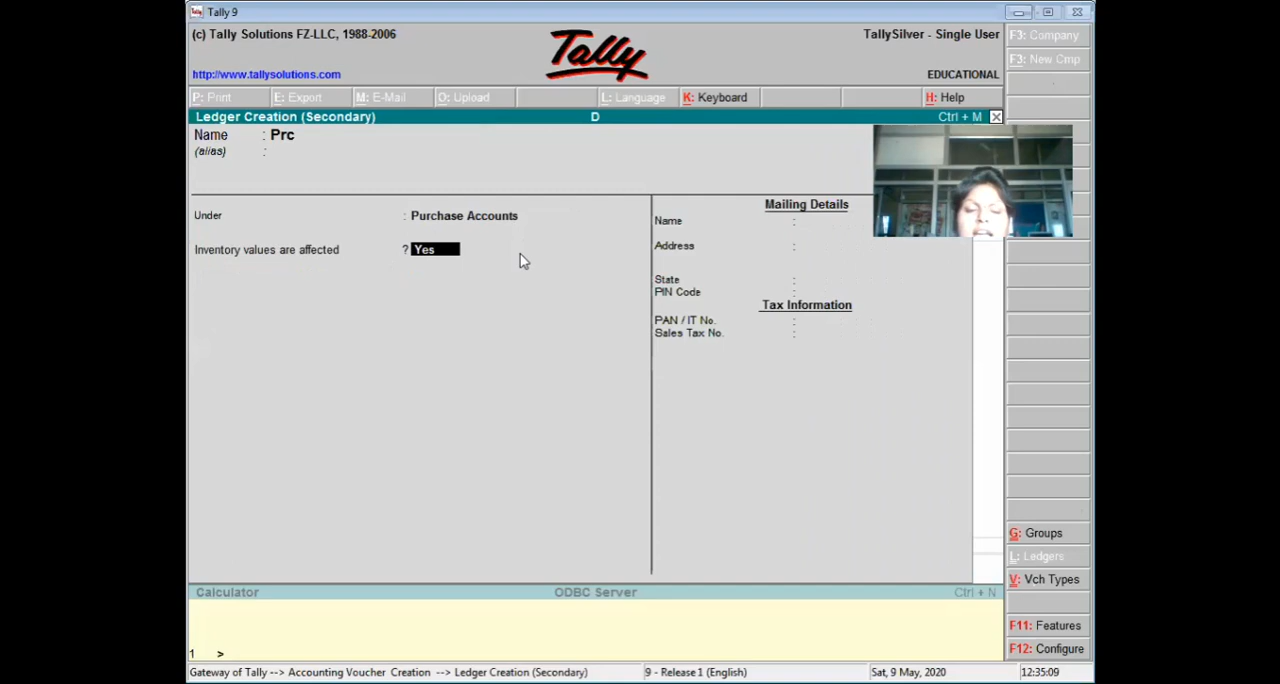 Tally 9
(c) Tally Solutions FZ-LLC, 1988-2006
Tally
TallySilver - Single User
http://www.tallysolutions.com
EDUCATIONAL
F3: Company
F3: New Cmp
P: Print
E: Export
M: E-Mail
O: Upload
L: Language
K: Keyboard
H: Help
Ledger Creation (Secondary)
D
Ctrl + M
Name : Prc
(alias) :
Under : Purchase Accounts
Inventory values are affected ? Yes
Mailing Details
Name :
Address :
State :
PIN Code :
Tax Information
PAN / IT No. :
Sales Tax No. :
G: Groups
L: Ledgers
V: Vch Types
F11: Features
F12: Configure
Calculator
ODBC Server
Ctrl + N
1 >
Gateway of Tally --> Accounting Voucher Creation --> Ledger Creation (Secondary)
9 - Release 1 (English)
Sat, 9 May, 2020
12:35:09